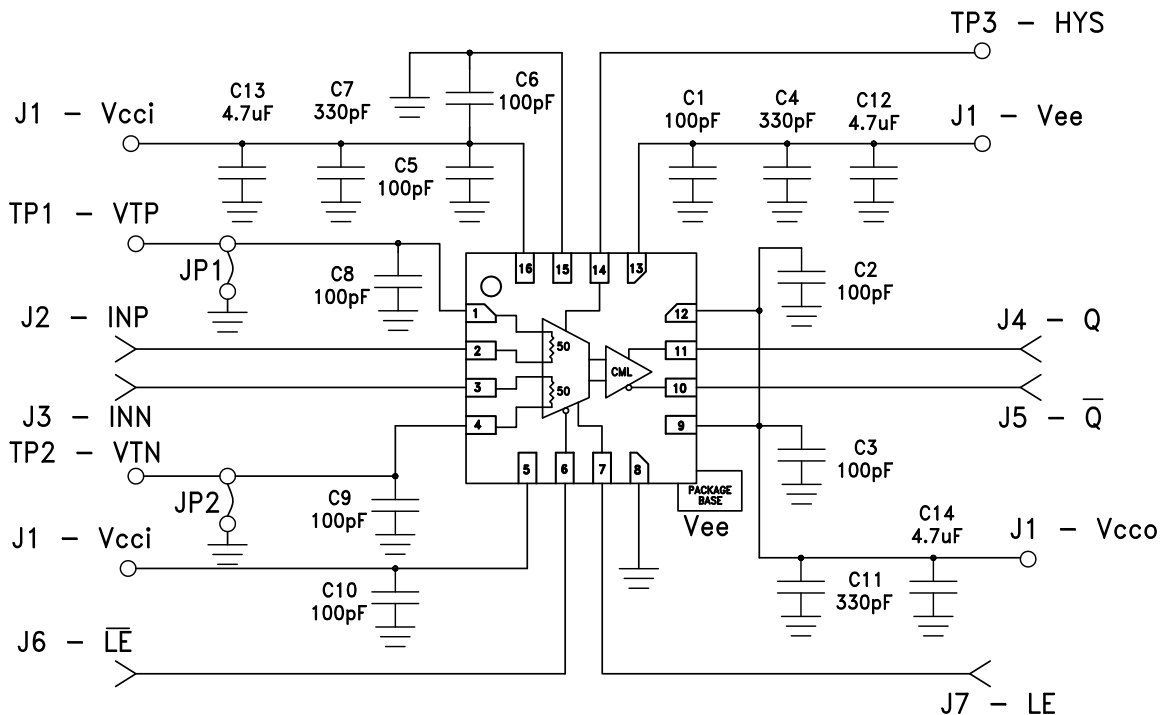 TP3 - HYS
J1 - Vcci
C13
4.7uF
C7
330pF
C6
100pF
C5
100pF
C1
100pF
C4
330pF
C12
4.7uF
J1 - Vee
TP1 - VTP
JP1
C8
100pF
16
15
14
13
C2
100pF
J2 - INP
1
2
3
4
50
50
CML
12
11
10
9
J4 - Q
J3 - INN
J5 - Q̅
TP2 - VTN
JP2
C9
100pF
5
6
7
8
PACKAGE
BASE
Vee
C3
100pF
J1 - Vcci
C10
100pF
C14
4.7uF
J1 - Vcco
C11
330pF
J6 - L̅E̅
J7 - LE